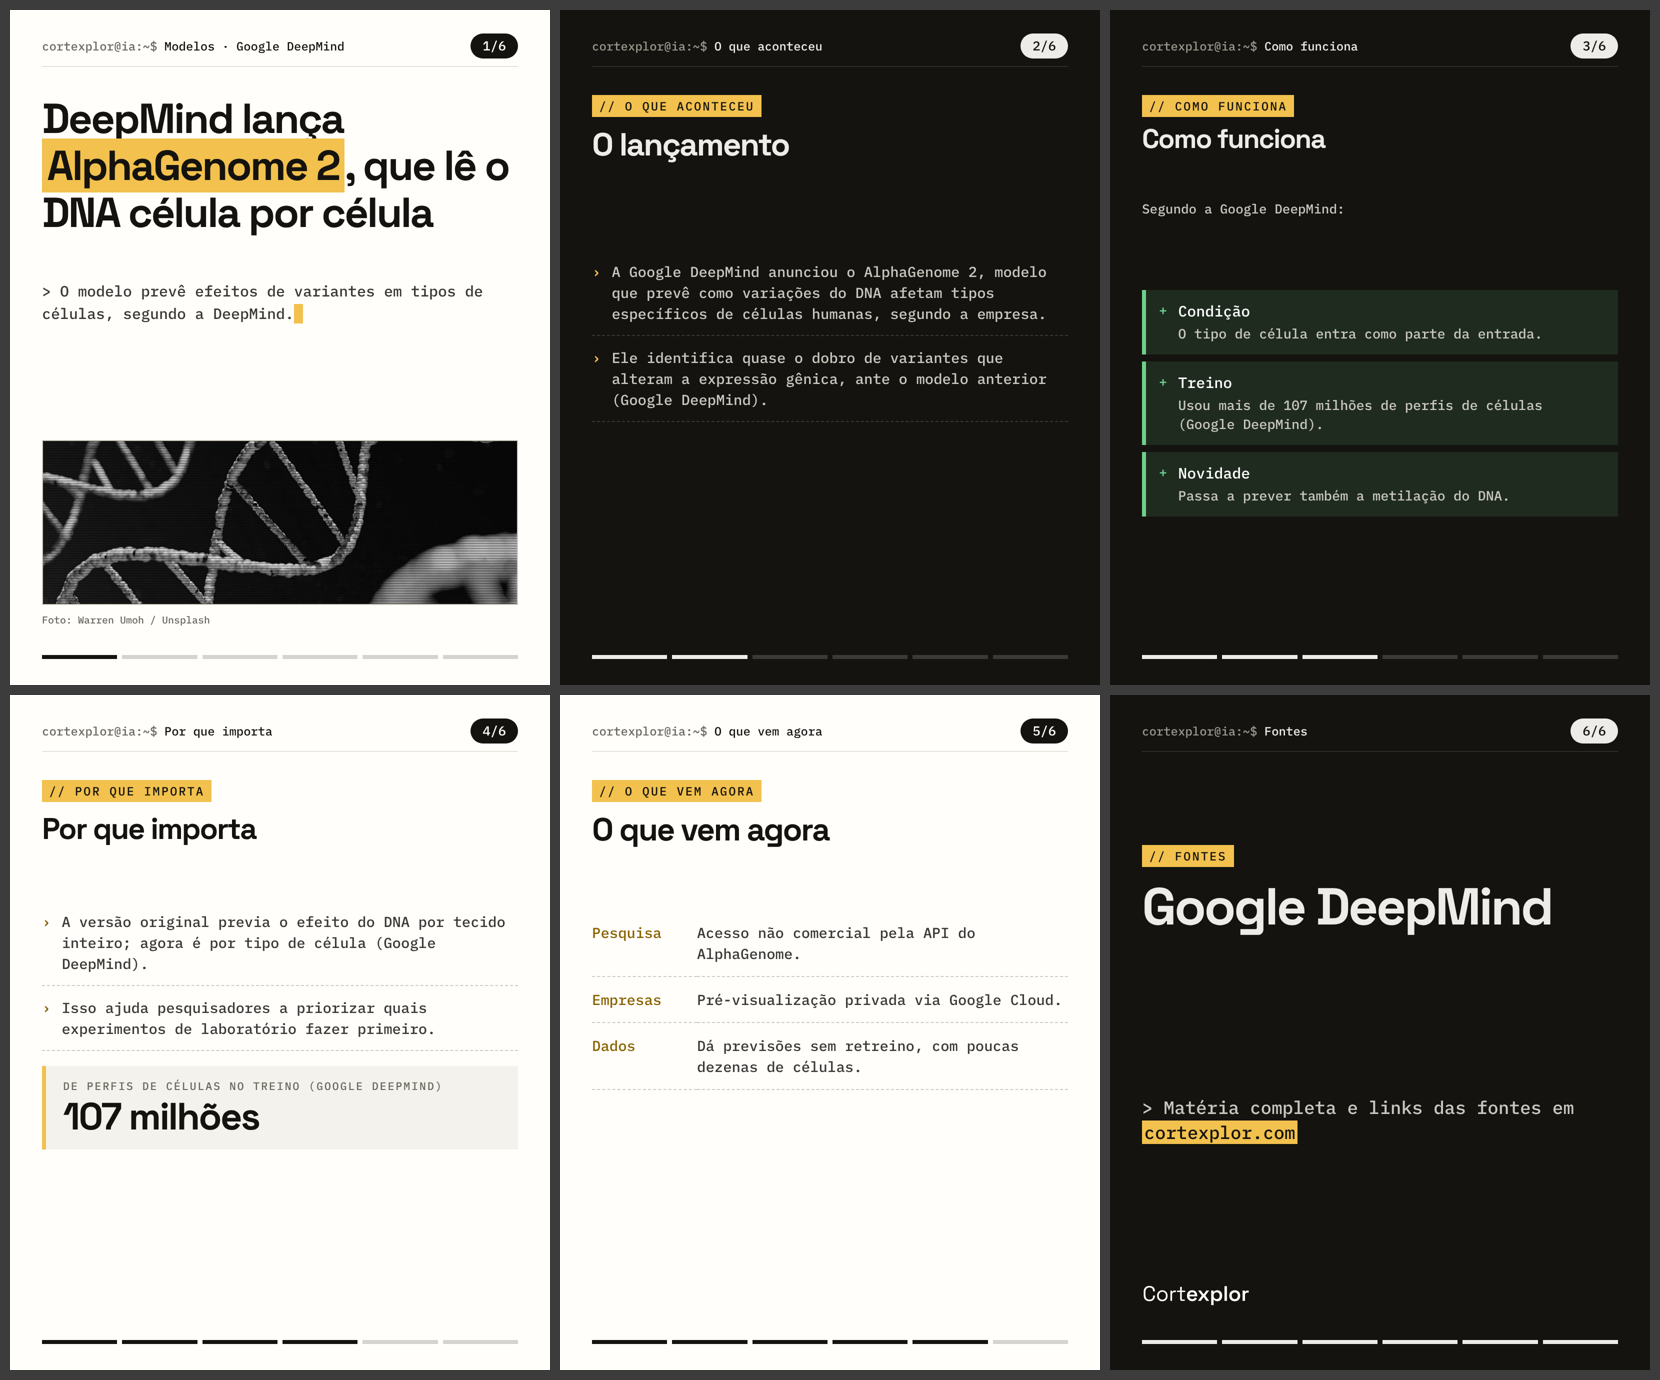 cortexplor@ia:~$ Modelos · Google DeepMind
1/6
DeepMind lança
AlphaGenome 2, que lê o
DNA célula por célula
> O modelo prevê efeitos de variantes em tipos de
células, segundo a DeepMind.
Foto: Warren Umoh / Unsplash
cortexplor@ia:~$ O que aconteceu
2/6
// O QUE ACONTECEU
O lançamento
› A Google DeepMind anunciou o AlphaGenome 2, modelo
que prevê como variações do DNA afetam tipos
específicos de células humanas, segundo a empresa.
› Ele identifica quase o dobro de variantes que
alteram a expressão gênica, ante o modelo anterior
(Google DeepMind).
cortexplor@ia:~$ Como funciona
3/6
// COMO FUNCIONA
Como funciona
Segundo a Google DeepMind:
+ Condição
O tipo de célula entra como parte da entrada.
+ Treino
Usou mais de 107 milhões de perfis de células
(Google DeepMind).
+ Novidade
Passa a prever também a metilação do DNA.
cortexplor@ia:~$ Por que importa
4/6
// POR QUE IMPORTA
Por que importa
› A versão original previa o efeito do DNA por tecido
inteiro; agora é por tipo de célula (Google
DeepMind).
› Isso ajuda pesquisadores a priorizar quais
experimentos de laboratório fazer primeiro.
DE PERFIS DE CÉLULAS NO TREINO (GOOGLE DEEPMIND)
107 milhões
cortexplor@ia:~$ O que vem agora
5/6
// O QUE VEM AGORA
O que vem agora
Pesquisa Acesso não comercial pela API do
AlphaGenome.
Empresas Pré-visualização privada via Google Cloud.
Dados Dá previsões sem retreino, com poucas
dezenas de células.
cortexplor@ia:~$ Fontes
6/6
// FONTES
Google DeepMind
> Matéria completa e links das fontes em
cortexplor.com
Cortexplor